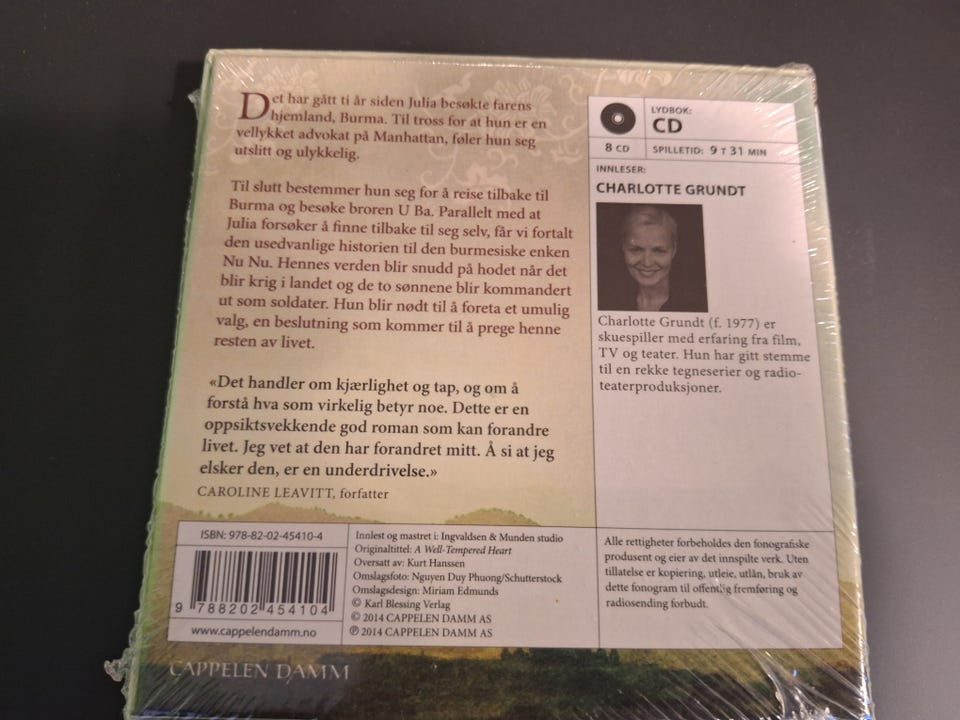 Det har gått ti år siden Julia besøkte farens
hjemland, Burma. Til tross for at hun er en
vellykket advokat på Manhattan, føler hun seg
utslitt og ulykkelig.
Til slutt bestemmer hun seg for å reise tilbake til
Burma og besøke broren U Ba. Parallelt med at
Julia forsøker å finne tilbake til seg selv, får vi fortalt
den usedvanlige historien til den burmesiske enken
Nu Nu. Hennes verden blir snudd på hodet når det
blir krig i landet og de to sønnene blir kommandert
ut som soldater. Hun blir nødt til å foreta et umulig
valg, en beslutning som kommer til å prege henne
resten av livet.
«Det handler om kjærlighet og tap, og om å
forstå hva som virkelig betyr noe. Dette er en
oppsiktsvekkende god roman som kan forandre
livet. Jeg vet at den har forandret mitt. Å si at jeg
elsker den, er en underdrivelse.»
CAROLINE LEAVITT, forfatter
LYDBOK:
CD
8 CD
SPILLETID: 9 T 31 MIN
INNLESER:
CHARLOTTE GRUNDT
Charlotte Grundt (f. 1977) er
skuespiller med erfaring fra film,
TV og teater. Hun har gitt stemme
til en rekke tegneserier og radio-
teaterproduksjoner.
ISBN: 978-82-02-45410-4
9 788202 454104
www.cappelendamm.no
Innlest og mastret i: Ingvaldsen & Munden studio
Originaltittel: A Well-Tempered Heart
Oversatt av: Kurt Hanssen
Omslagsfoto: Nguyen Duy Phuong/Schutterstock
Omslagsdesign: Miriam Edmunds
© Karl Blessing Verlag
© 2014 CAPPELEN DAMM AS
℗ 2014 CAPPELEN DAMM AS
Alle rettigheter forbeholdes den fonografiske
produsent og eier av det innspilte verk. Uten
tillatelse er kopiering, utleie, utlån, bruk av
dette fonogram til offentlig fremføring og
radiosending forbudt.
CAPPELEN DAMM